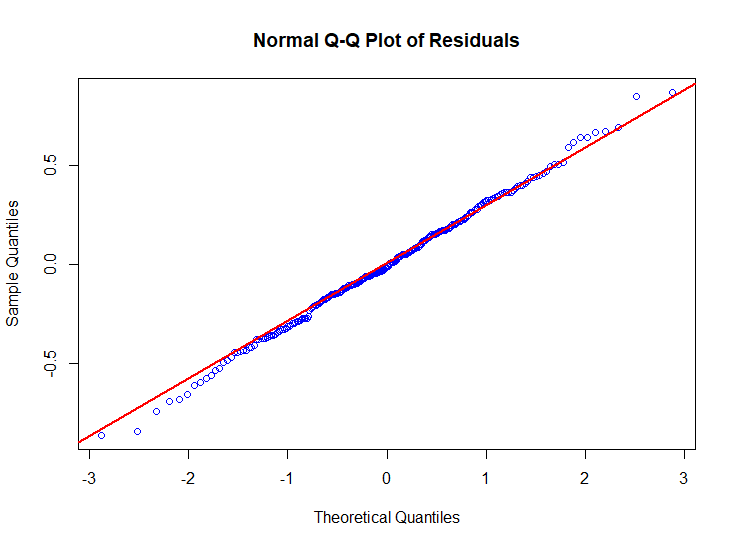 Normal Q-Q Plot of Residuals
Sample Quantiles
0.5
0.0
-0.5
-3 -2 -1 0 1 2 3
Theoretical Quantiles